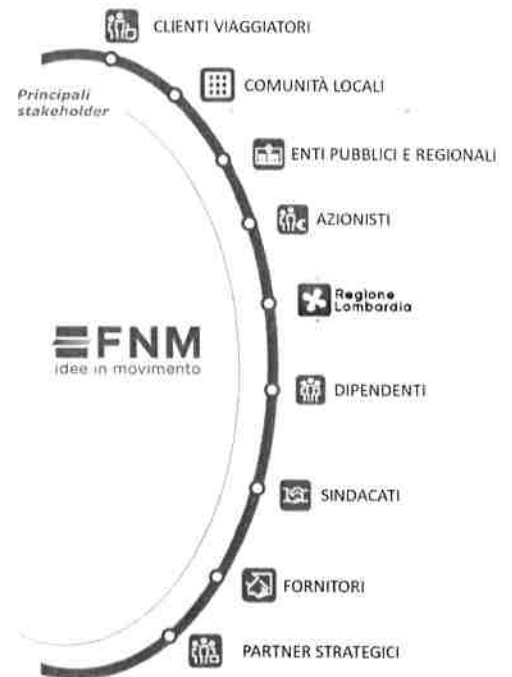 CLIENTI VIAGGIATORI
Principali
stakeholder
COMUNITÀ LOCALI
ENTI PUBBLICI E REGIONALI
AZIONISTI
Regione
Lombardia
FNM
idee in movimento
DIPENDENTI
SINDACATI
FORNITORI
PARTNER STRATEGICI